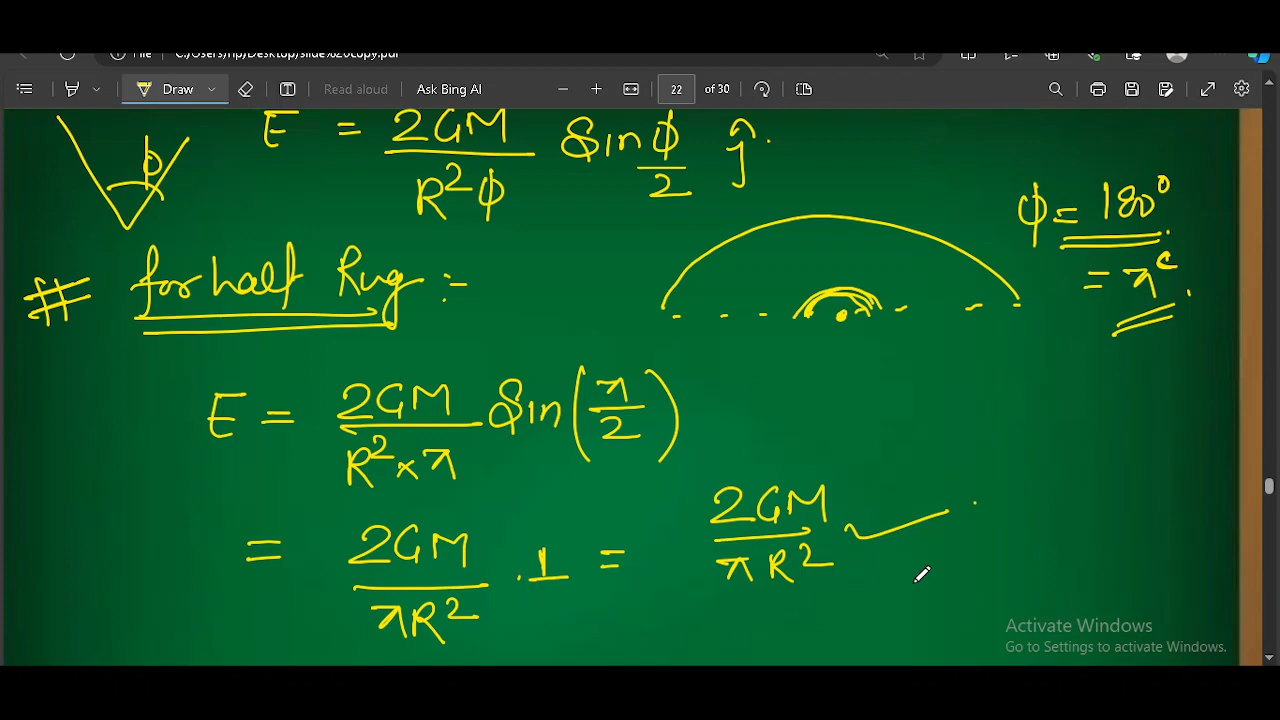 File C:/Users/hp/Desktop/slide%20copy.pdf
Draw Read aloud Ask Bing AI 22 of 30
E = 2GM / R²ϕ Sin ϕ/2 ĵ
ϕ
ϕ = 180°
= πᶜ
# for half Ring :-
E = 2GM / R² × π Sin (π/2)
= 2GM / πR² . 1 = 2GM / πR²
Activate Windows
Go to Settings to activate Windows.